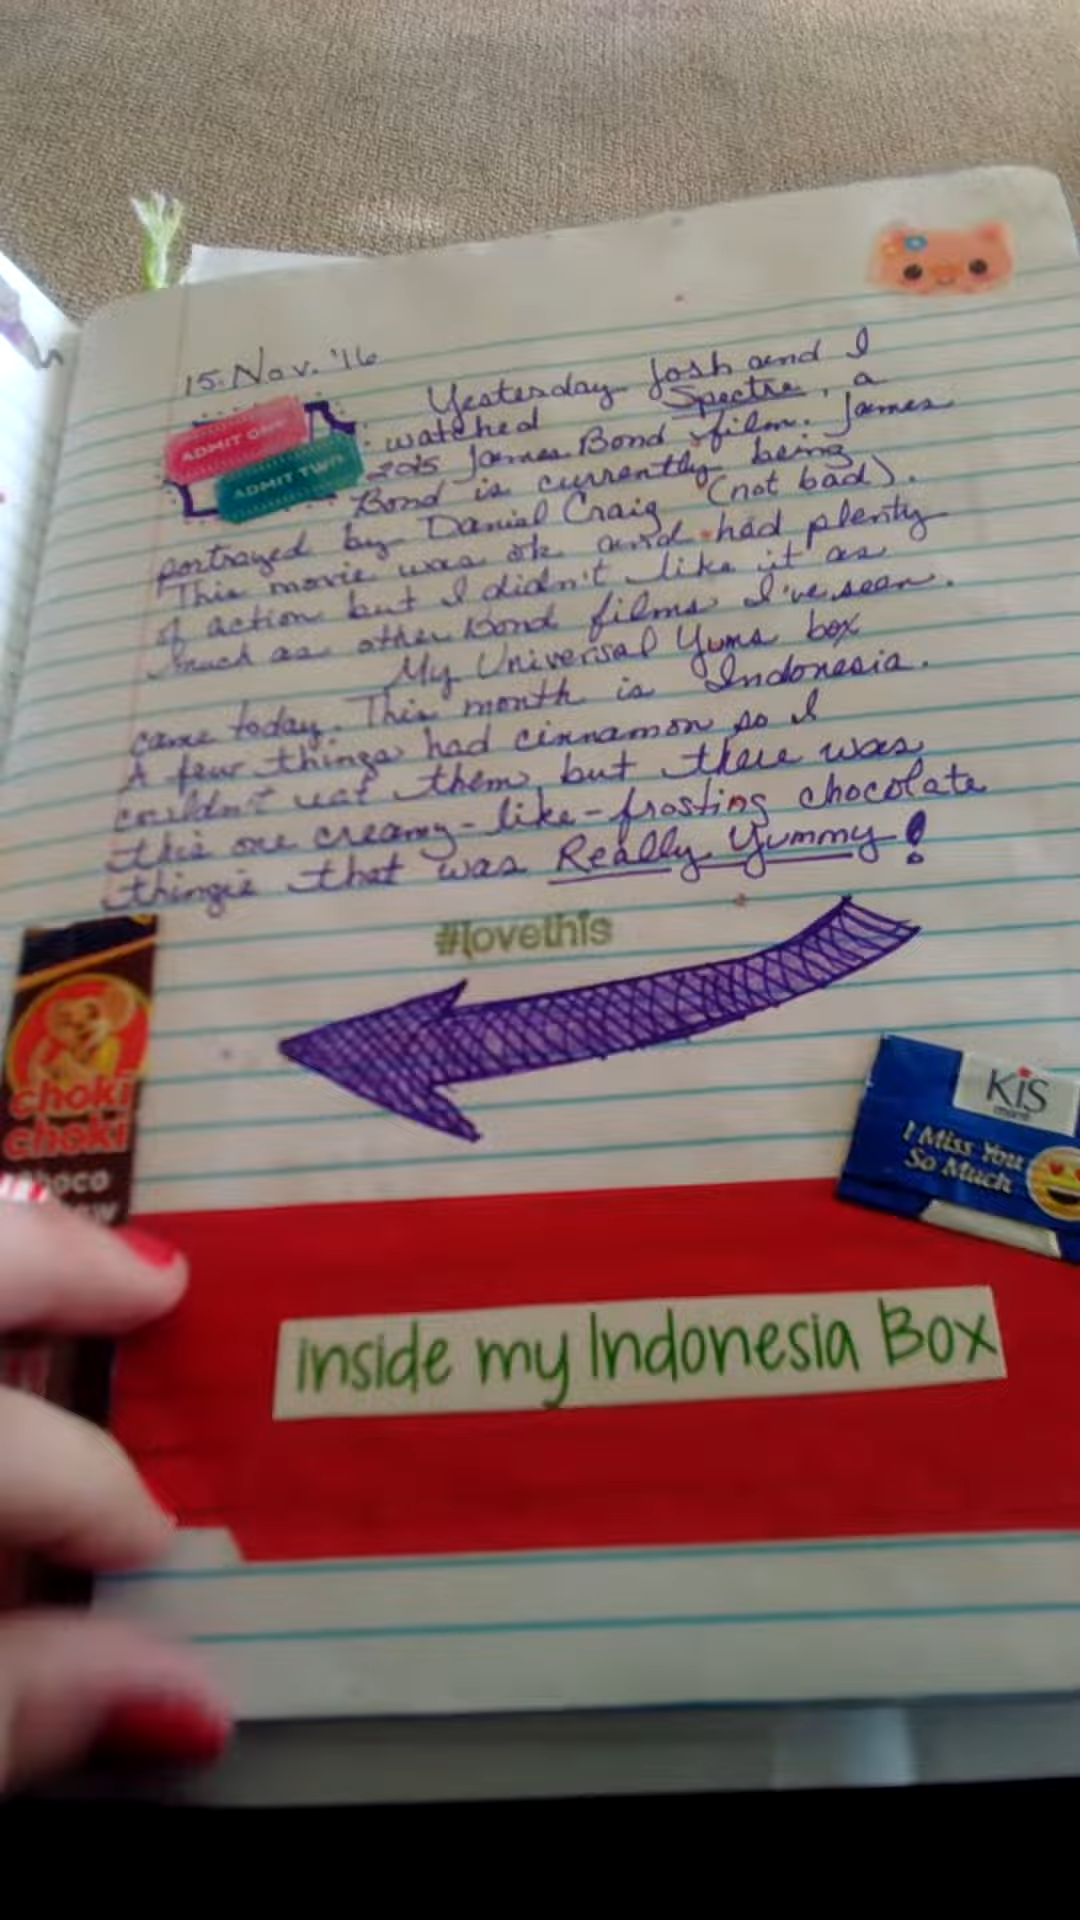 15. Nov. '16
Yesterday Josh and I
watched Spectre, a
2015 James Bond film. James
Bond is currently being
portrayed by Daniel Craig (not bad).
This movie was ok and had plenty
of action but I didn't like it as
much as other Bond films I've seen.
My Universal Yums box
came today. This month is Indonesia.
A few things had cinnamon so I
couldn't eat them, but there was
this one creamy-like-frosting chocolate
thingie that was Really Yummy!
ADMIT ONE
ADMIT TWO
#lovethis
choki
choki
choco
KiS
mint
I Miss You
So Much
inside my Indonesia Box